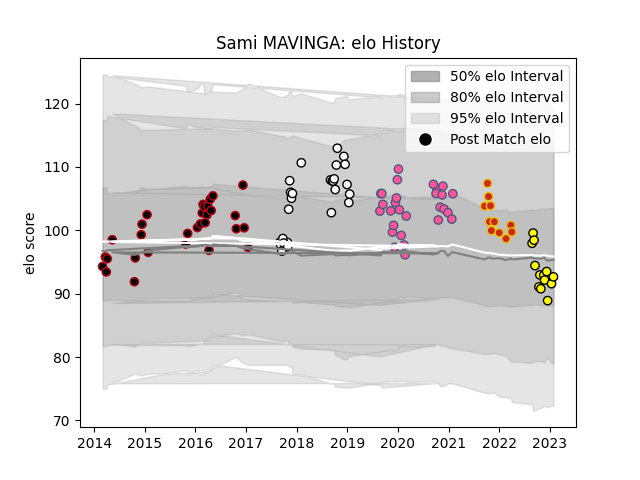 Sami MAVINGA: elo History
50% elo Interval
80% elo Interval
95% elo Interval
Post Match elo
elo score
120
110
100
90
80
70
2014 2015 2016 2017 2018 2019 2020 2021 2022 2023